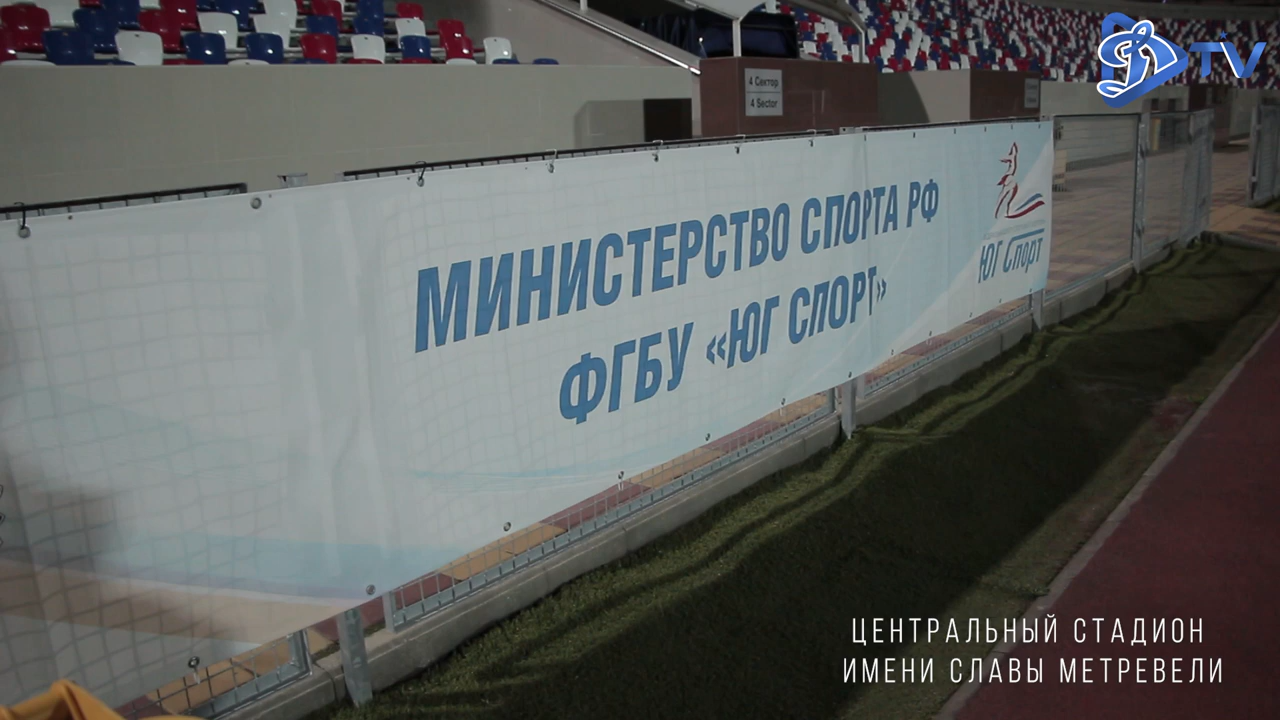 TV
4 Сектор
4 Sector
МИНИСТЕРСТВО СПОРТА РФ
ФГБУ «ЮГ СПОРТ»
ЮГ Спорт
ЦЕНТРАЛЬНЫЙ СТАДИОН
ИМЕНИ СЛАВЫ МЕТРЕВЕЛИ